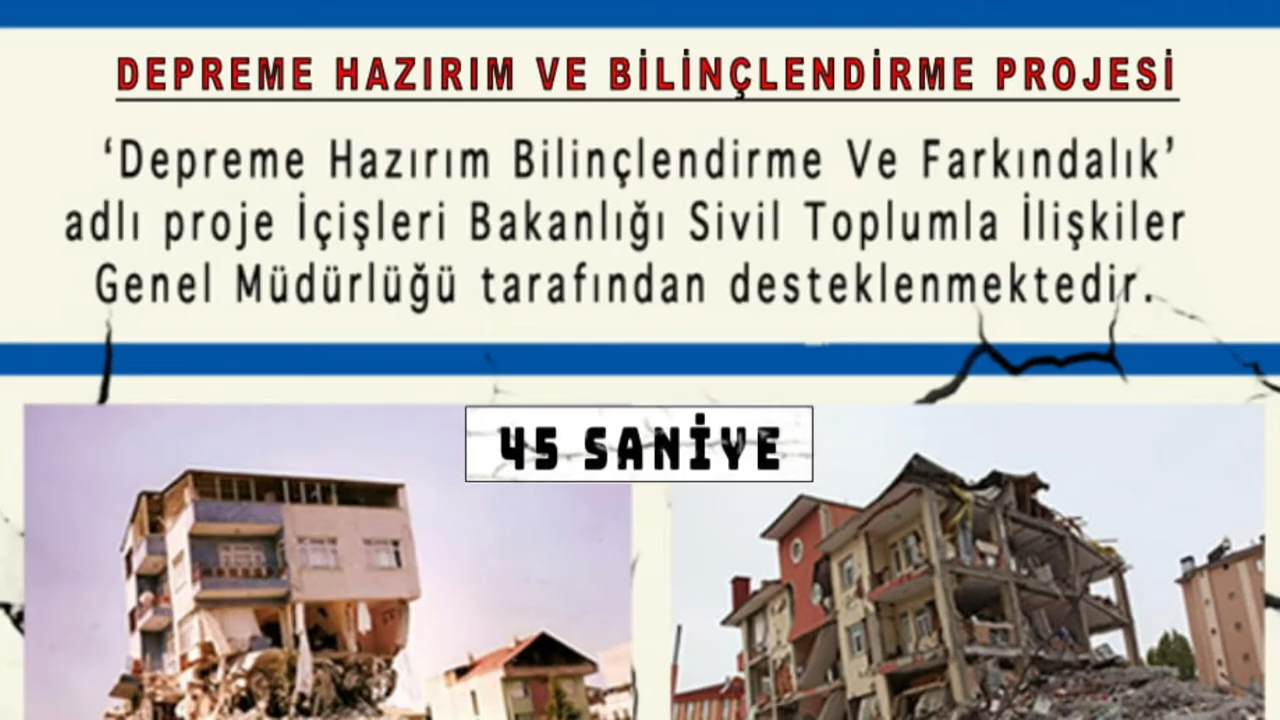 DEPREME HAZIRIM VE BİLİNÇLENDİRME PROJESİ
‘Depreme Hazırım Bilinçlendirme Ve Farkındalık’
adlı proje İçişleri Bakanlığı Sivil Toplumla İlişkiler
Genel Müdürlüğü tarafından desteklenmektedir.
45 SANİYE